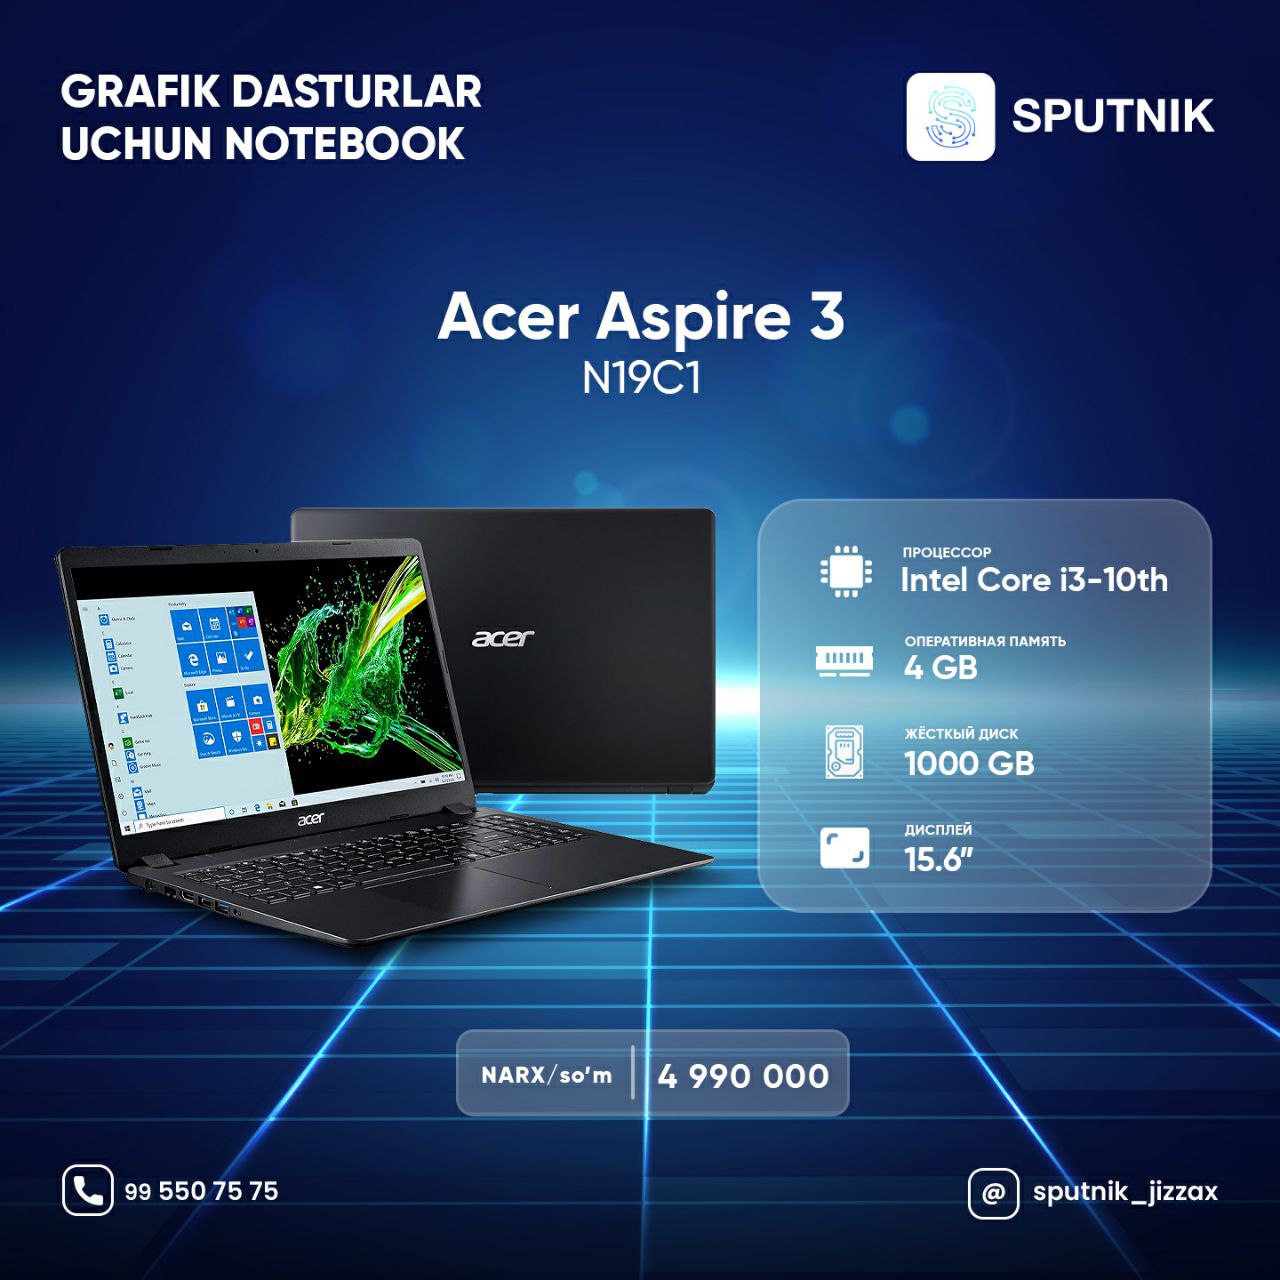 GRAFIK DASTURLAR
UCHUN NOTEBOOK
SPUTNIK
Acer Aspire 3
N19C1
acer
acer
ПРОЦЕССОР
Intel Core i3-10th
ОПЕРАТИВНАЯ ПАМЯТЬ
4 GB
ЖЁСТКЫЙ ДИСК
1000 GB
ДИСПЛЕЙ
15.6”
NARX/so‘m
4 990 000
99 550 75 75
@ sputnik_jizzax